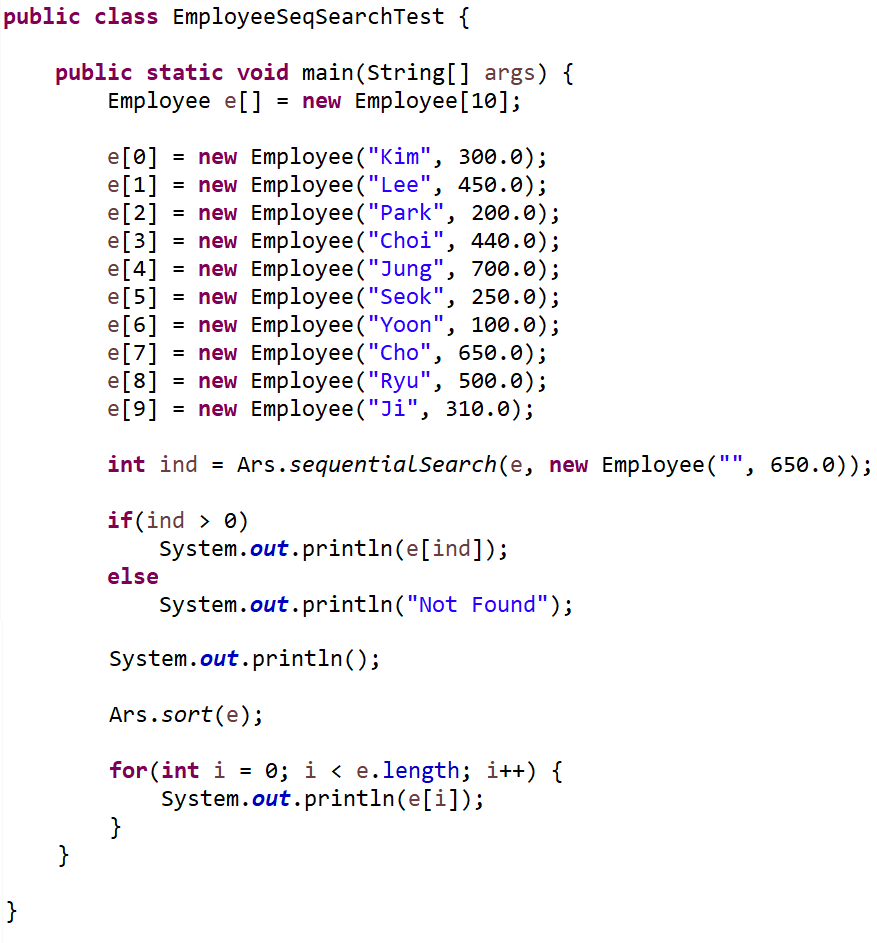 public class EmployeeSeqSearchTest {
public static void main(String[] args) {
Employee e[] = new Employee[10];
e[0] = new Employee("Kim", 300.0);
e[1] = new Employee("Lee", 450.0);
e[2] = new Employee("Park", 200.0);
e[3] = new Employee("Choi", 440.0);
e[4] = new Employee("Jung", 700.0);
e[5] = new Employee("Seok", 250.0);
e[6] = new Employee("Yoon", 100.0);
e[7] = new Employee("Cho", 650.0);
e[8] = new Employee("Ryu", 500.0);
e[9] = new Employee("Ji", 310.0);
int ind = Ars.sequentialSearch(e, new Employee("", 650.0));
if(ind > 0)
System.out.println(e[ind]);
else
System.out.println("Not Found");
System.out.println();
Ars.sort(e);
for(int i = 0; i < e.length; i++) {
System.out.println(e[i]);
}
}
}